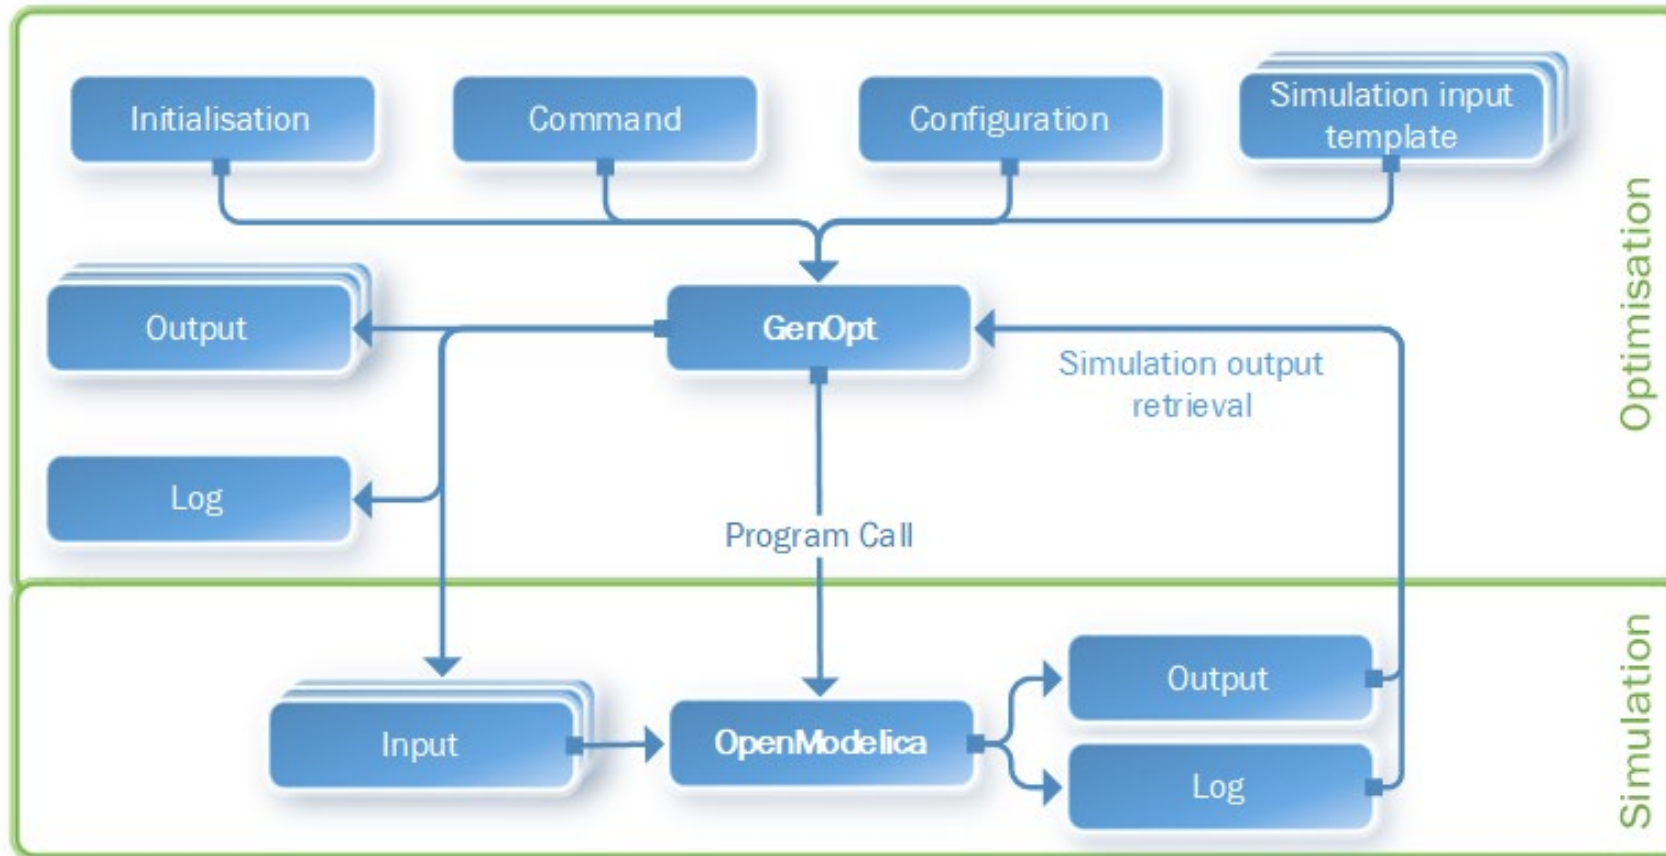 Initialisation
Command
Configuration
Simulation input
template
Output
GenOpt
Simulation output
retrieval
Log
Program Call
Optimisation
Input
OpenModelica
Output
Log
Simulation